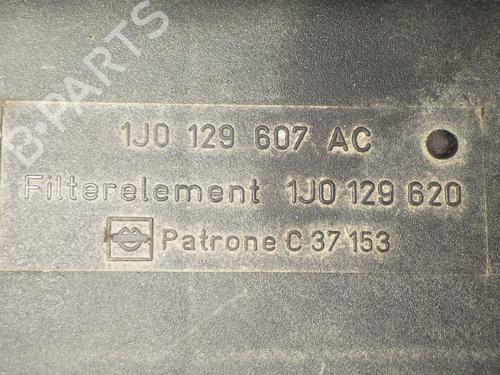 B-PARTS
1J0 129 607 AC
Filterelement 1J0 129 620
Patrone C 37 153